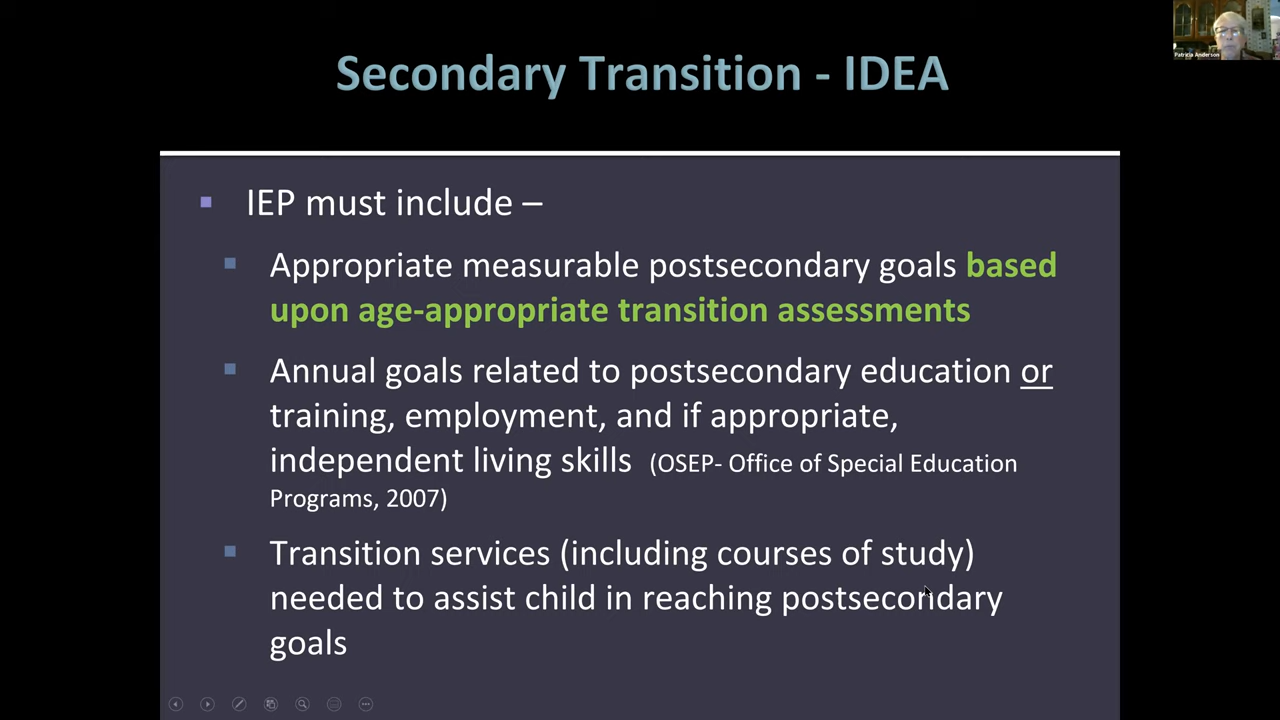 Secondary Transition - IDEA
Patricia Anderson
IEP must include –
Appropriate measurable postsecondary goals based
upon age-appropriate transition assessments
Annual goals related to postsecondary education or
training, employment, and if appropriate,
independent living skills (OSEP- Office of Special Education
Programs, 2007)
Transition services (including courses of study)
needed to assist child in reaching postsecondary
goals